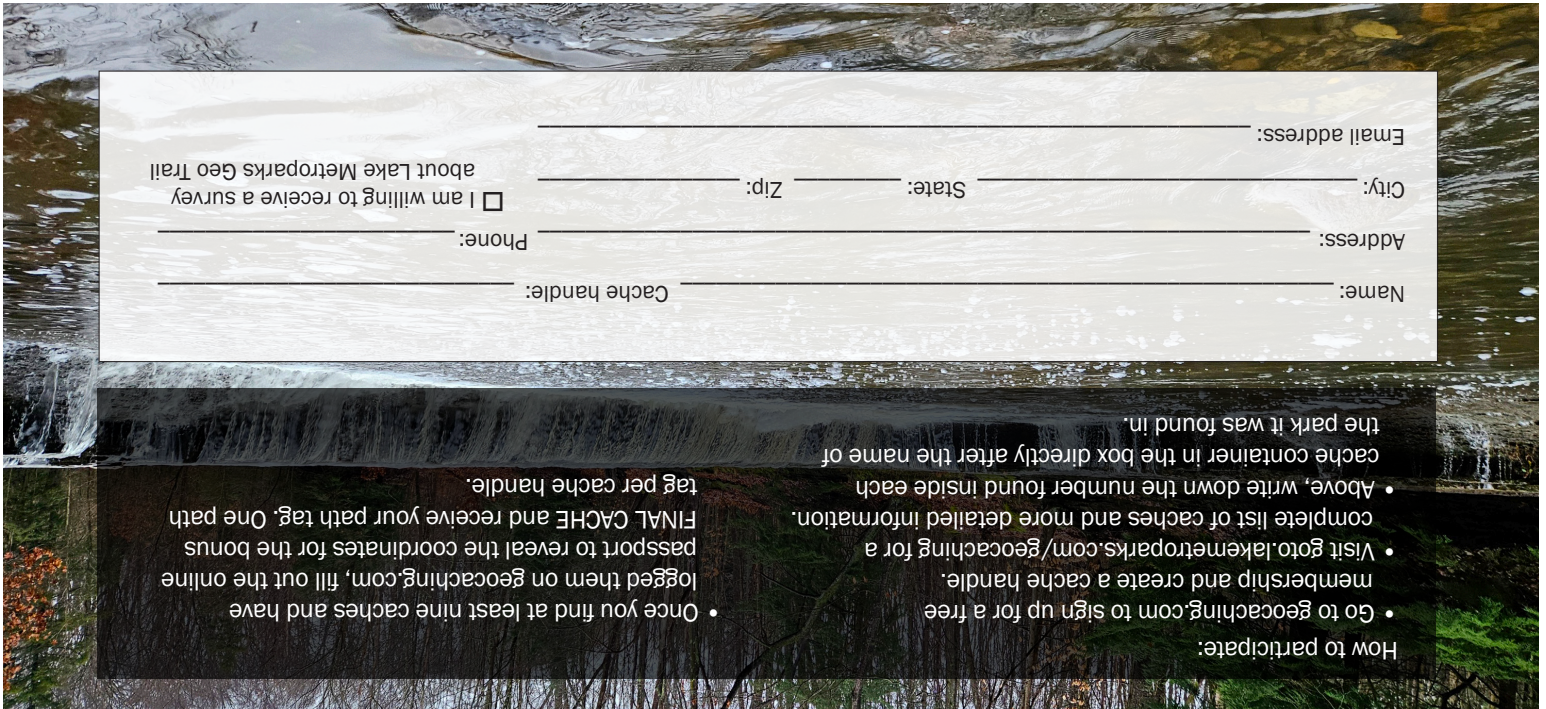 How to participate:
• Go to geocaching.com to sign up for a free
membership and create a cache handle.
• Visit goto.lakemetroparks.com/geocaching for a
complete list of caches and more detailed information.
• Above, write down the number found inside each
cache container in the box directly after the name of
the park it was found in.
• Once you find at least nine caches and have
logged them on geocaching.com, fill out the online
passport to reveal the coordinates for the bonus
FINAL CACHE and receive your path tag. One path
tag per cache handle.
Name: Cache handle:
Address: Phone:
City: State: Zip:
I am willing to receive a survey
about Lake Metroparks Geo Trail
Email address: